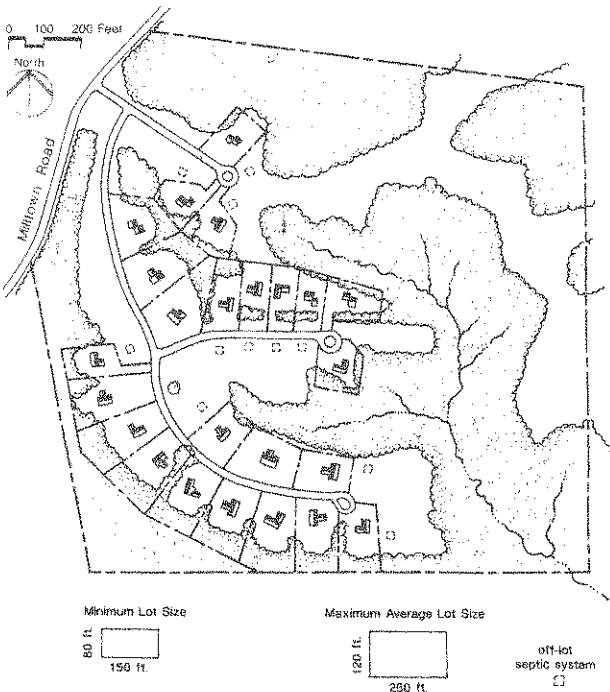 0 100 200 Feet
North
Milltown Road
Minimum Lot Size
80 ft.
150 ft.
Maximum Average Lot Size
120 ft.
260 ft.
off-lot
septic system